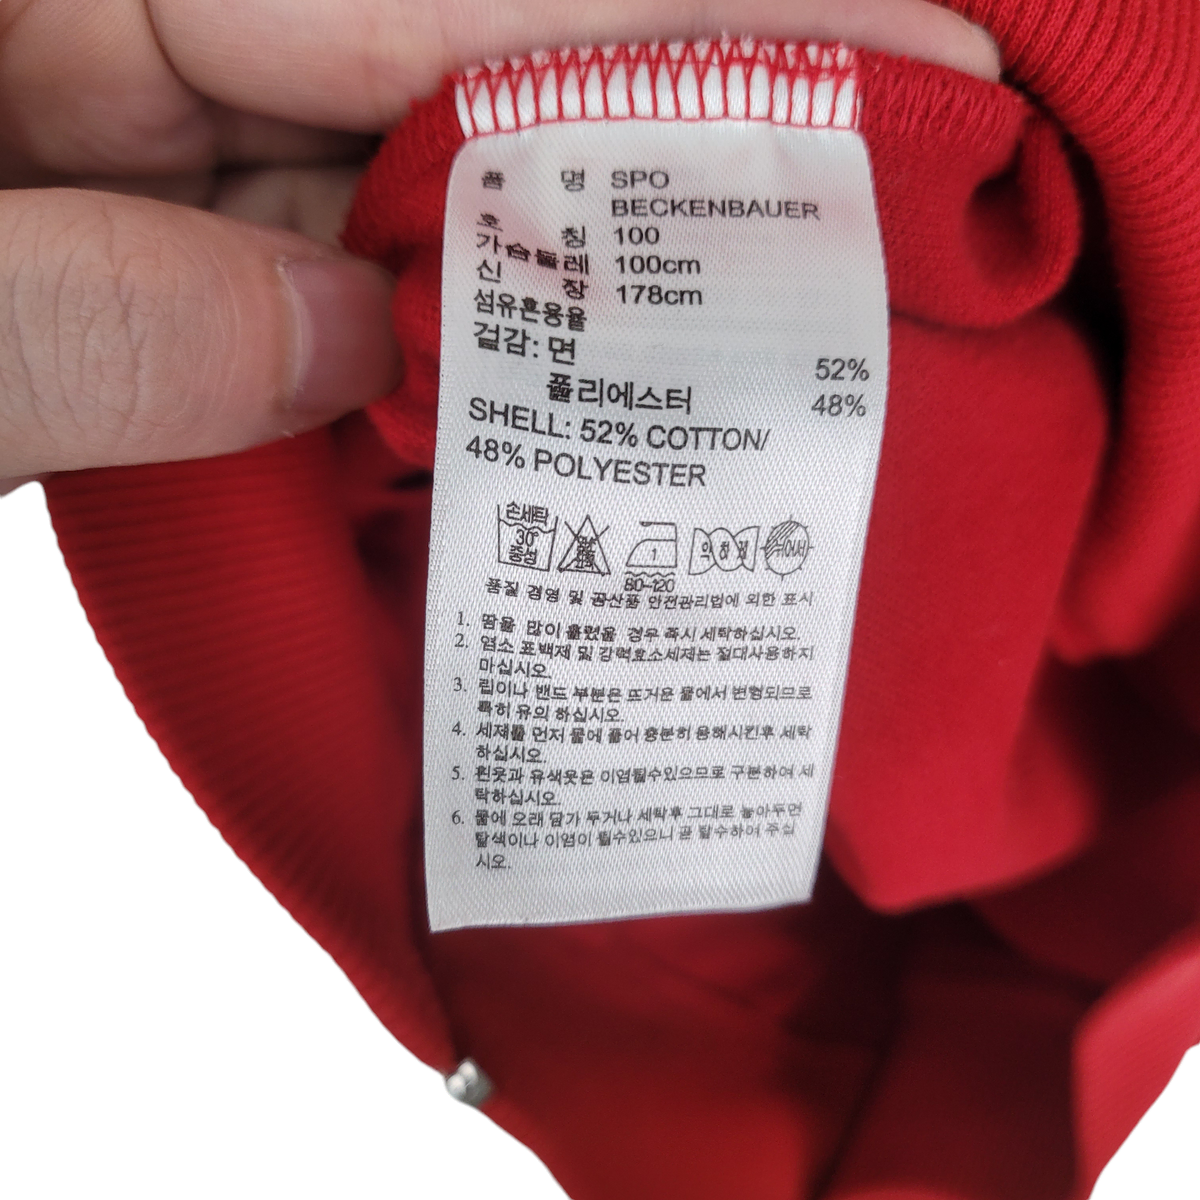 품 명 SPO
BECKENBAUER
호 칭 100
가슴둘레 100cm
신 장 178cm
섬유혼용율
겉감: 면 52%
폴리에스터 48%
SHELL: 52% COTTON/
48% POLYESTER
손세탁
30°
중성
1
80~120
품질 경영 및 공산품 안전관리법에 의한 표시
1. 땀을 많이 흘렸을 경우 즉시 세탁하십시오.
2. 염소 표백제 및 강력효소세제는 절대사용하지
마십시오.
3. 립이나 밴드 부분은 뜨거운 물에서 변형되므로
특히 유의 하십시오.
4. 세제를 먼저 물에 풀어 충분히 용해시킨후 세탁
하십시오.
5. 흰옷과 유색옷은 이염될수있으므로 구분하여 세
탁하십시오.
6. 물에 오래 담가 두거나 세탁후 그대로 놓아두면
탈색이나 이염이 될수있으니 곧 탈수하여 주십
시오.